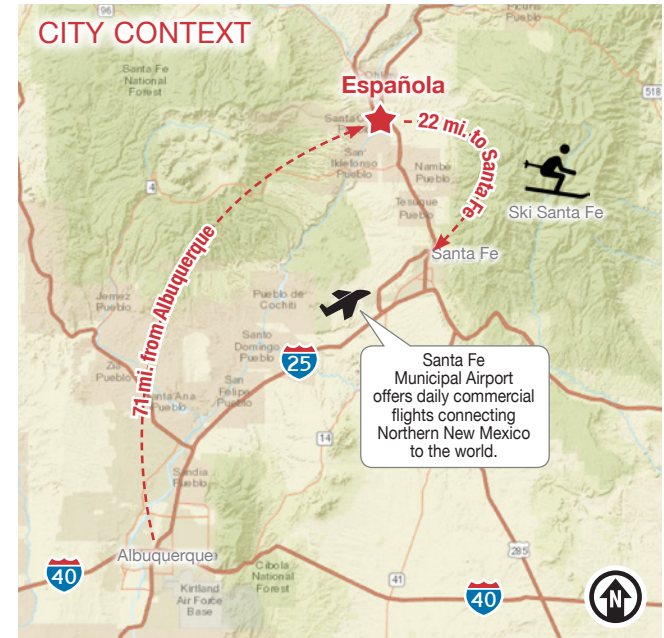 CITY CONTEXT
Santa Fe
National
Forest
518
Española
22 mi. to Santa Fe
San
Ildefonso
Pueblo
Nambe
Pueblo
4
Tesuque
Pueblo
Ski Santa Fe
Santa Fe
71 mi. from Albuquerque
Jemez
Pueblo
Pueblo de
Cochiti
Santo
Domingo
Pueblo
25
Zia
Pueblo
San
Felipe
Pueblo
Santa Fe
Municipal Airport
offers daily commercial
flights connecting
Northern New Mexico
to the world.
14
Sandia
Pueblo
Albuquerque
285
40
Cibola
National
Forest
41
40
Kirtland
Air Force
Base
N